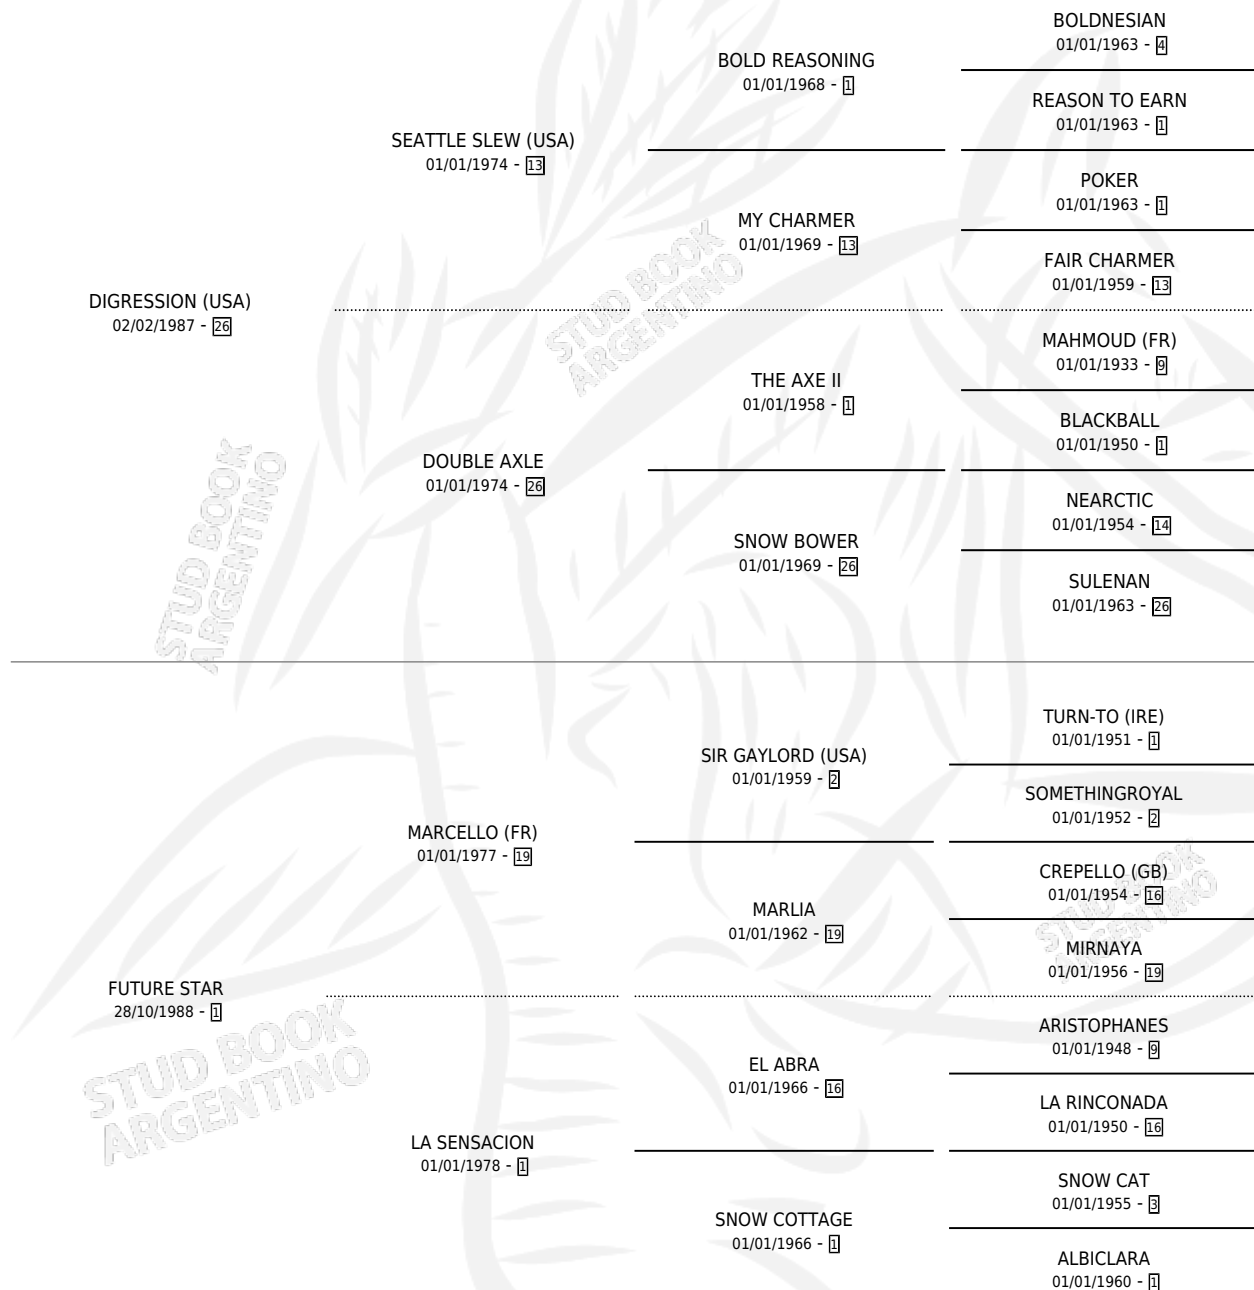 BOLDNESIAN
01/01/1963 - 4
BOLD REASONING
01/01/1968 - 1
REASON TO EARN
01/01/1963 - 1
SEATTLE SLEW (USA)
01/01/1974 - 13
POKER
01/01/1963 - 1
MY CHARMER
01/01/1969 - 13
FAIR CHARMER
01/01/1959 - 13
DIGRESSION (USA)
02/02/1987 - 26
MAHMOUD (FR)
01/01/1933 - 9
THE AXE II
01/01/1958 - 1
BLACKBALL
01/01/1950 - 1
DOUBLE AXLE
01/01/1974 - 26
NEARCTIC
01/01/1954 - 14
SNOW BOWER
01/01/1969 - 26
SULENAN
01/01/1963 - 26
TURN-TO (IRE)
01/01/1951 - 1
SIR GAYLORD (USA)
01/01/1959 - 2
SOMETHINGROYAL
01/01/1952 - 2
MARCELLO (FR)
01/01/1977 - 19
CREPELLO (GB)
01/01/1954 - 16
MARLIA
01/01/1962 - 19
MIRNAYA
01/01/1956 - 19
FUTURE STAR
28/10/1988 - 1
ARISTOPHANES
01/01/1948 - 9
EL ABRA
01/01/1966 - 16
LA RINCONADA
01/01/1950 - 16
LA SENSACION
01/01/1978 - 1
SNOW CAT
01/01/1955 - 3
SNOW COTTAGE
01/01/1966 - 1
ALBICLARA
01/01/1960 - 1
STUD BOOK
ARGENTINO
STUD BOOK
ARGENTINO
STUD BOOK
ARGENTINO
STUD BOOK
ARGENTINO